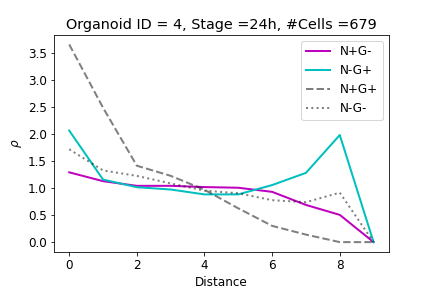 Organoid ID = 4, Stage =24h, #Cells =679
3.5
3.0
2.5
2.0
1.5
1.0
0.5
0.0
ρ
N+G-
N-G+
N+G+
N-G-
0 2 4 6 8
Distance